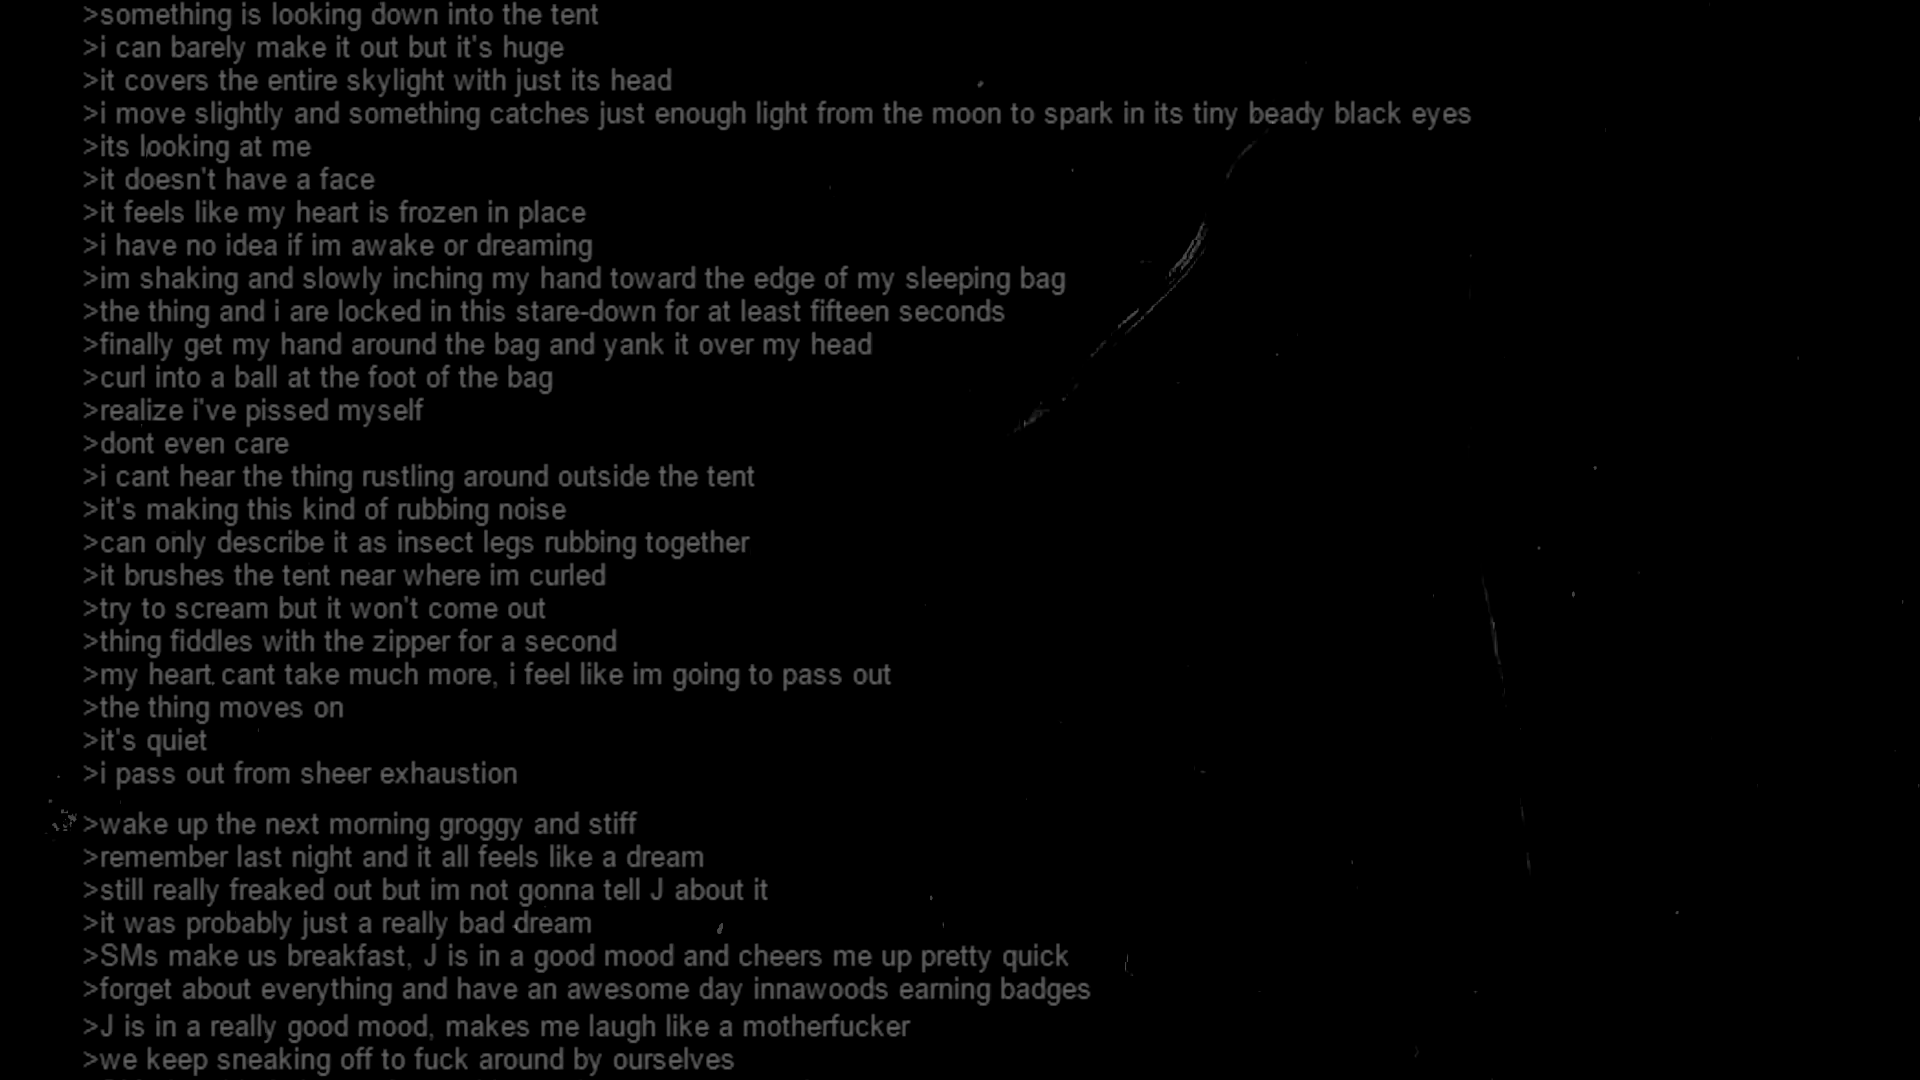 >something is looking down into the tent
>i can barely make it out but it's huge
>it covers the entire skylight with just its head
>i move slightly and something catches just enough light from the moon to spark in its tiny beady black eyes
>its looking at me
>it doesn't have a face
>it feels like my heart is frozen in place
>i have no idea if im awake or dreaming
>im shaking and slowly inching my hand toward the edge of my sleeping bag
>the thing and i are locked in this stare-down for at least fifteen seconds
>finally get my hand around the bag and yank it over my head
>curl into a ball at the foot of the bag
>realize i've pissed myself
>dont even care
>i cant hear the thing rustling around outside the tent
>it's making this kind of rubbing noise
>can only describe it as insect legs rubbing together
>it brushes the tent near where im curled
>try to scream but it won't come out
>thing fiddles with the zipper for a second
>my heart cant take much more, i feel like im going to pass out
>the thing moves on
>it's quiet
>i pass out from sheer exhaustion
>wake up the next morning groggy and stiff
>remember last night and it all feels like a dream
>still really freaked out but im not gonna tell J about it
>it was probably just a really bad dream
>SMs make us breakfast, J is in a good mood and cheers me up pretty quick
>forget about everything and have an awesome day innawoods earning badges
>J is in a really good mood, makes me laugh like a motherfucker
>we keep sneaking off to fuck around by ourselves